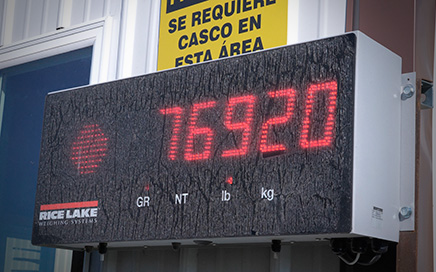 SE REQUIERE
CASCO EN
ESTA ÁREA
76920
GR NT lb kg
RICE LAKE
WEIGHING SYSTEMS